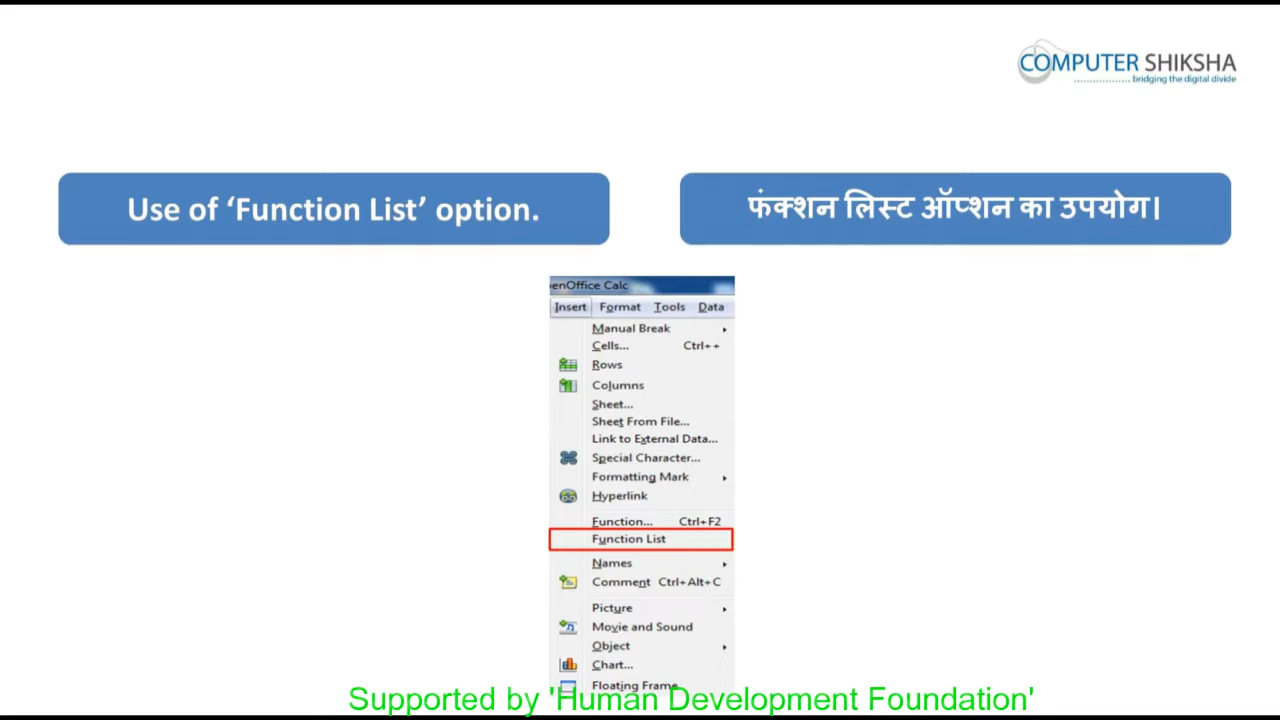 COMPUTER SHIKSHA
bridging the digital divide
Use of ‘Function List’ option.
फंक्शन लिस्ट ऑप्शन का उपयोग।
enOffice Calc
Insert Format Tools Data
Manual Break
Cells... Ctrl++
Rows
Columns
Sheet...
Sheet From File...
Link to External Data...
Special Character...
Formatting Mark
Hyperlink
Function... Ctrl+F2
Function List
Names
Comment Ctrl+Alt+C
Picture
Movie and Sound
Object
Chart...
Floating Frame
Supported by 'Human Development Foundation'